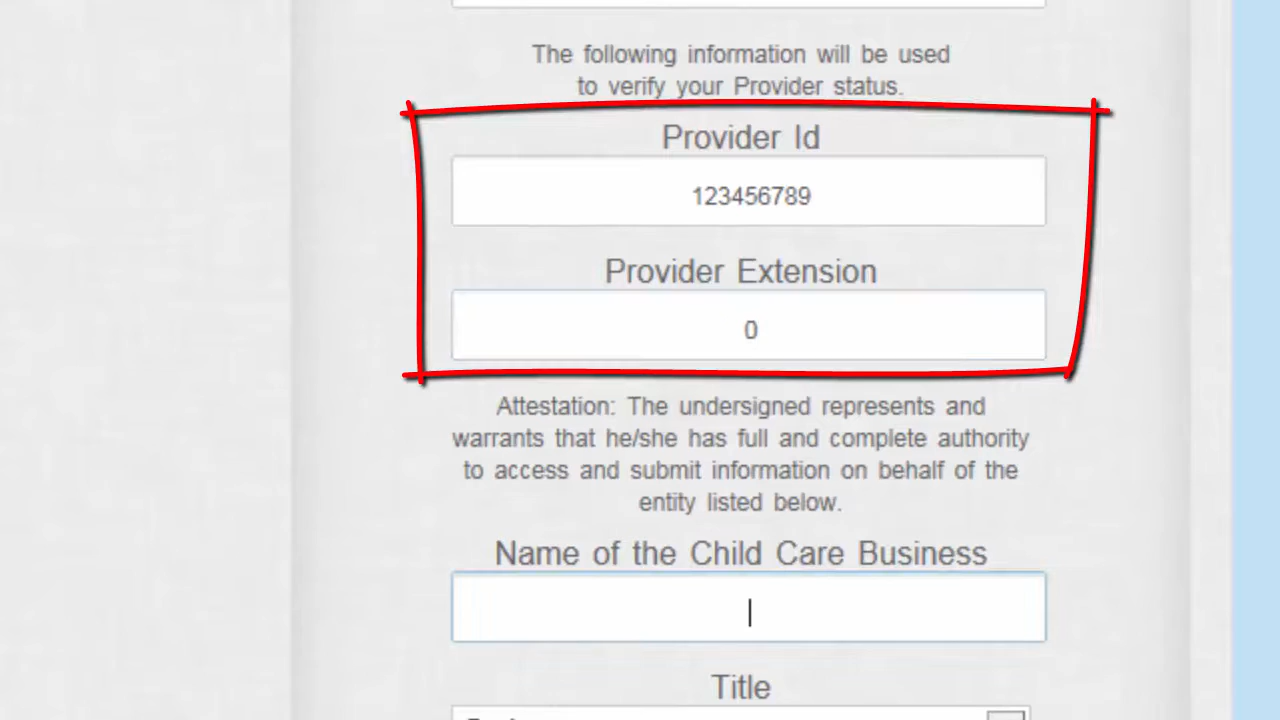 The following information will be used
to verify your Provider status.
Provider Id
123456789
Provider Extension
0
Attestation: The undersigned represents and
warrants that he/she has full and complete authority
to access and submit information on behalf of the
entity listed below.
Name of the Child Care Business
Title